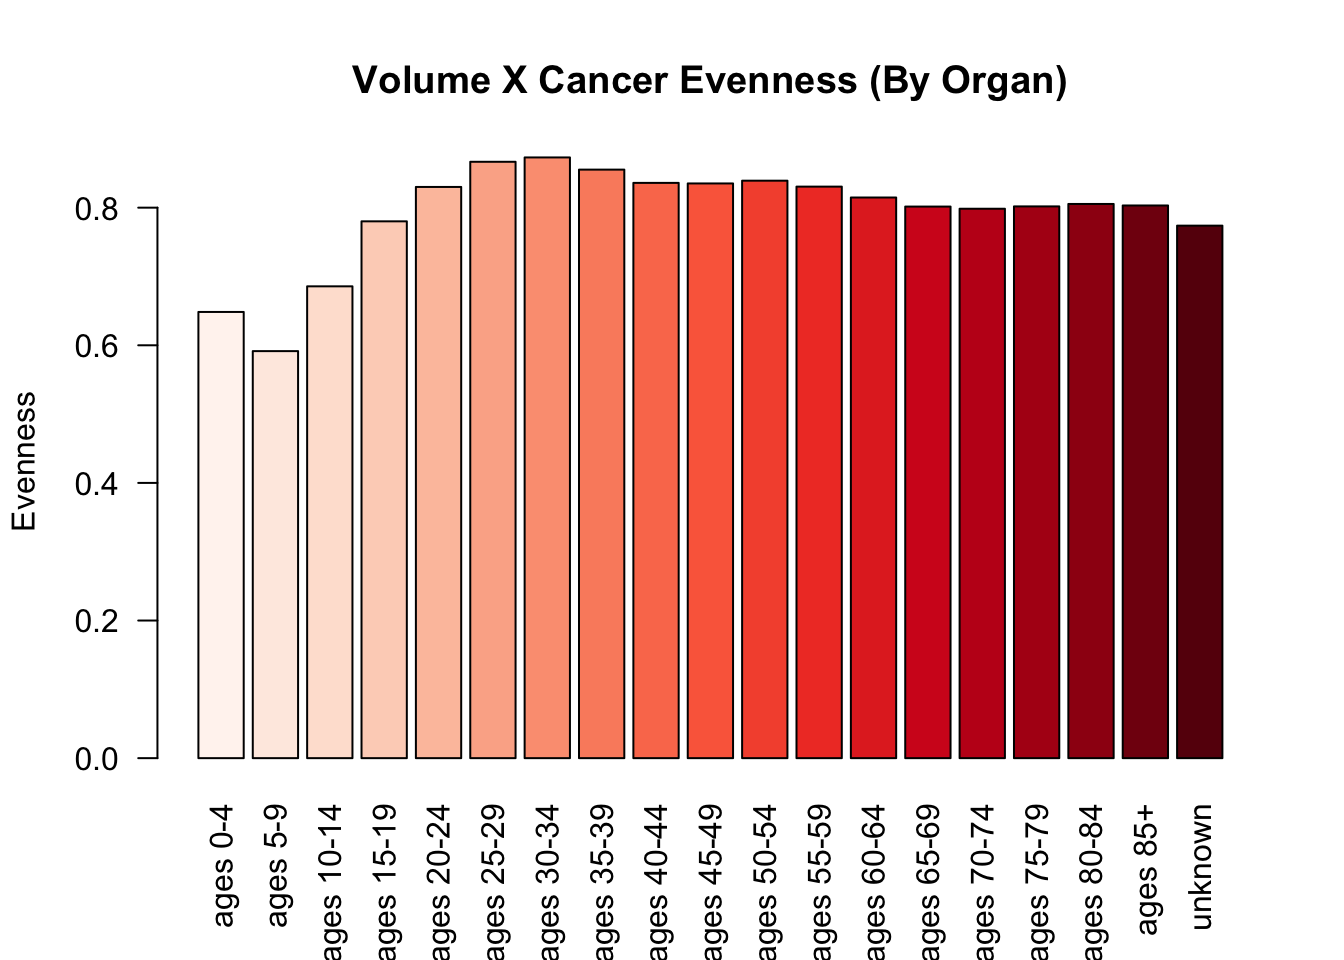 Volume X Cancer Evenness (By Organ)
Evenness
0.8
0.6
0.4
0.2
0.0
ages 0-4
ages 5-9
ages 10-14
ages 15-19
ages 20-24
ages 25-29
ages 30-34
ages 35-39
ages 40-44
ages 45-49
ages 50-54
ages 55-59
ages 60-64
ages 65-69
ages 70-74
ages 75-79
ages 80-84
ages 85+
unknown